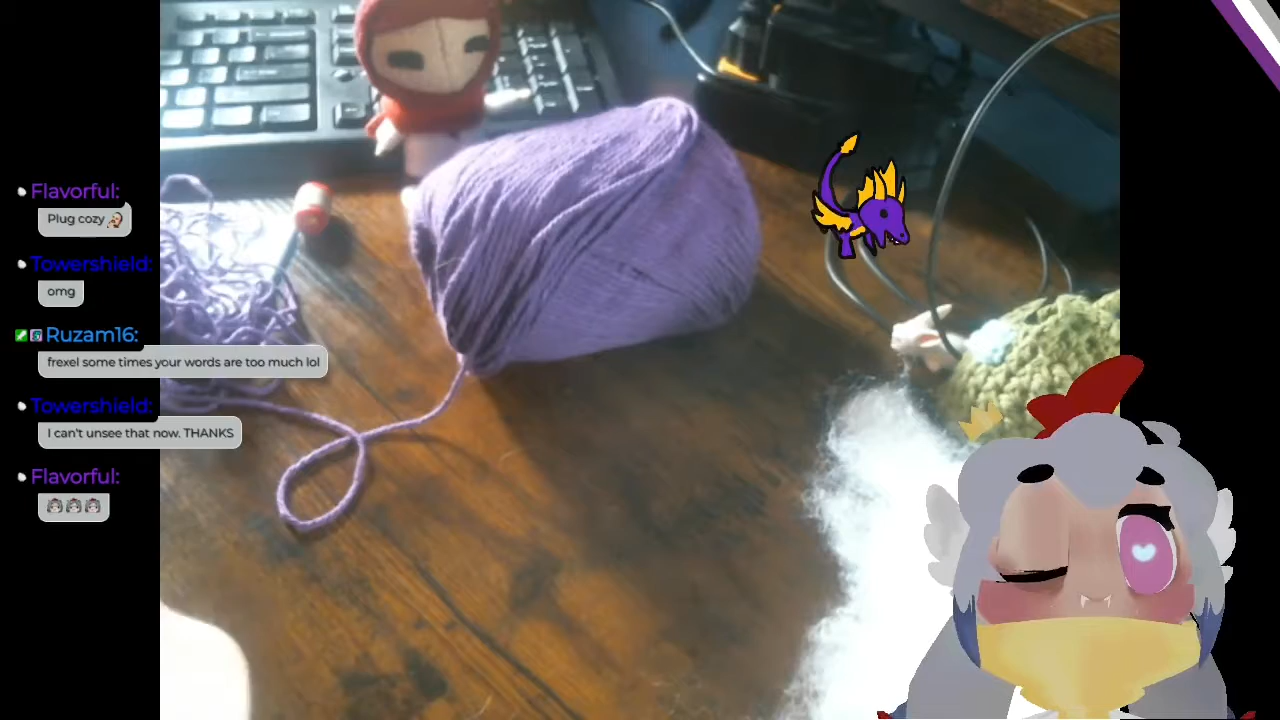 Flavorful:
Plug cozy
Towershield:
omg
Ruzam16:
frexel some times your words are too much lol
Towershield:
I can't unsee that now. THANKS
Flavorful: